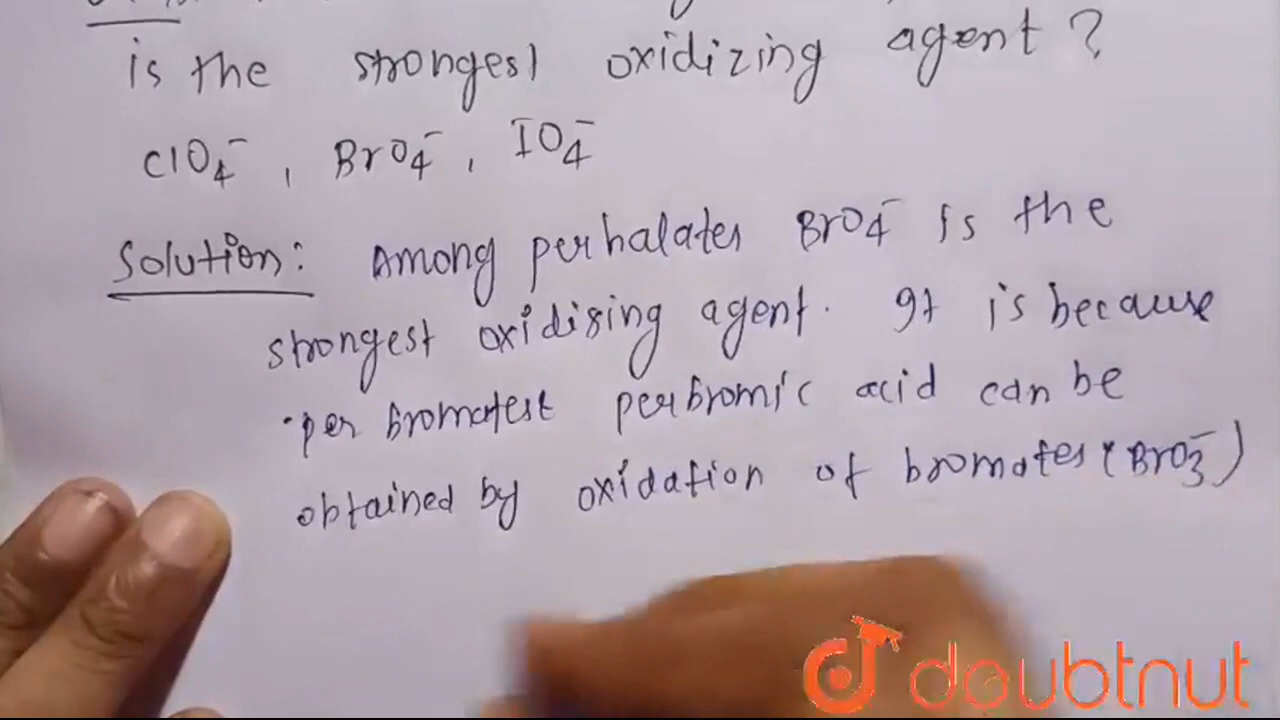 is the strongest oxidizing agent?
ClO₄⁻, BrO₄⁻, IO₄⁻
Solution: Among perhalates BrO₄⁻ is the
strongest oxidising agent. It is because
per bromatest perbromic acid can be
obtained by oxidation of bromates (BrO₃⁻)
doubtnut